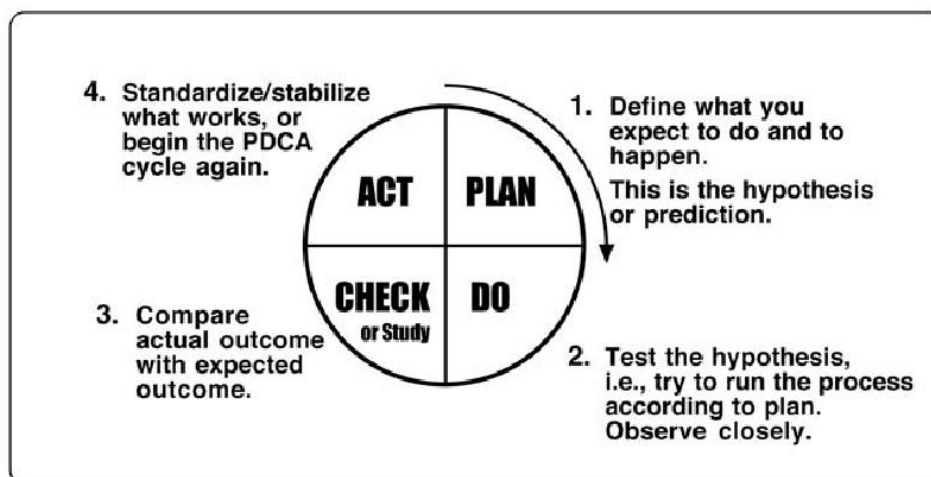 1. Define what you
expect to do and to
happen.
This is the hypothesis
or prediction.
2. Test the hypothesis,
i.e., try to run the process
according to plan.
Observe closely.
3. Compare
actual outcome
with expected
outcome.
4. Standardize/stabilize
what works, or
begin the PDCA
cycle again.
ACT
PLAN
CHECK
or Study
DO